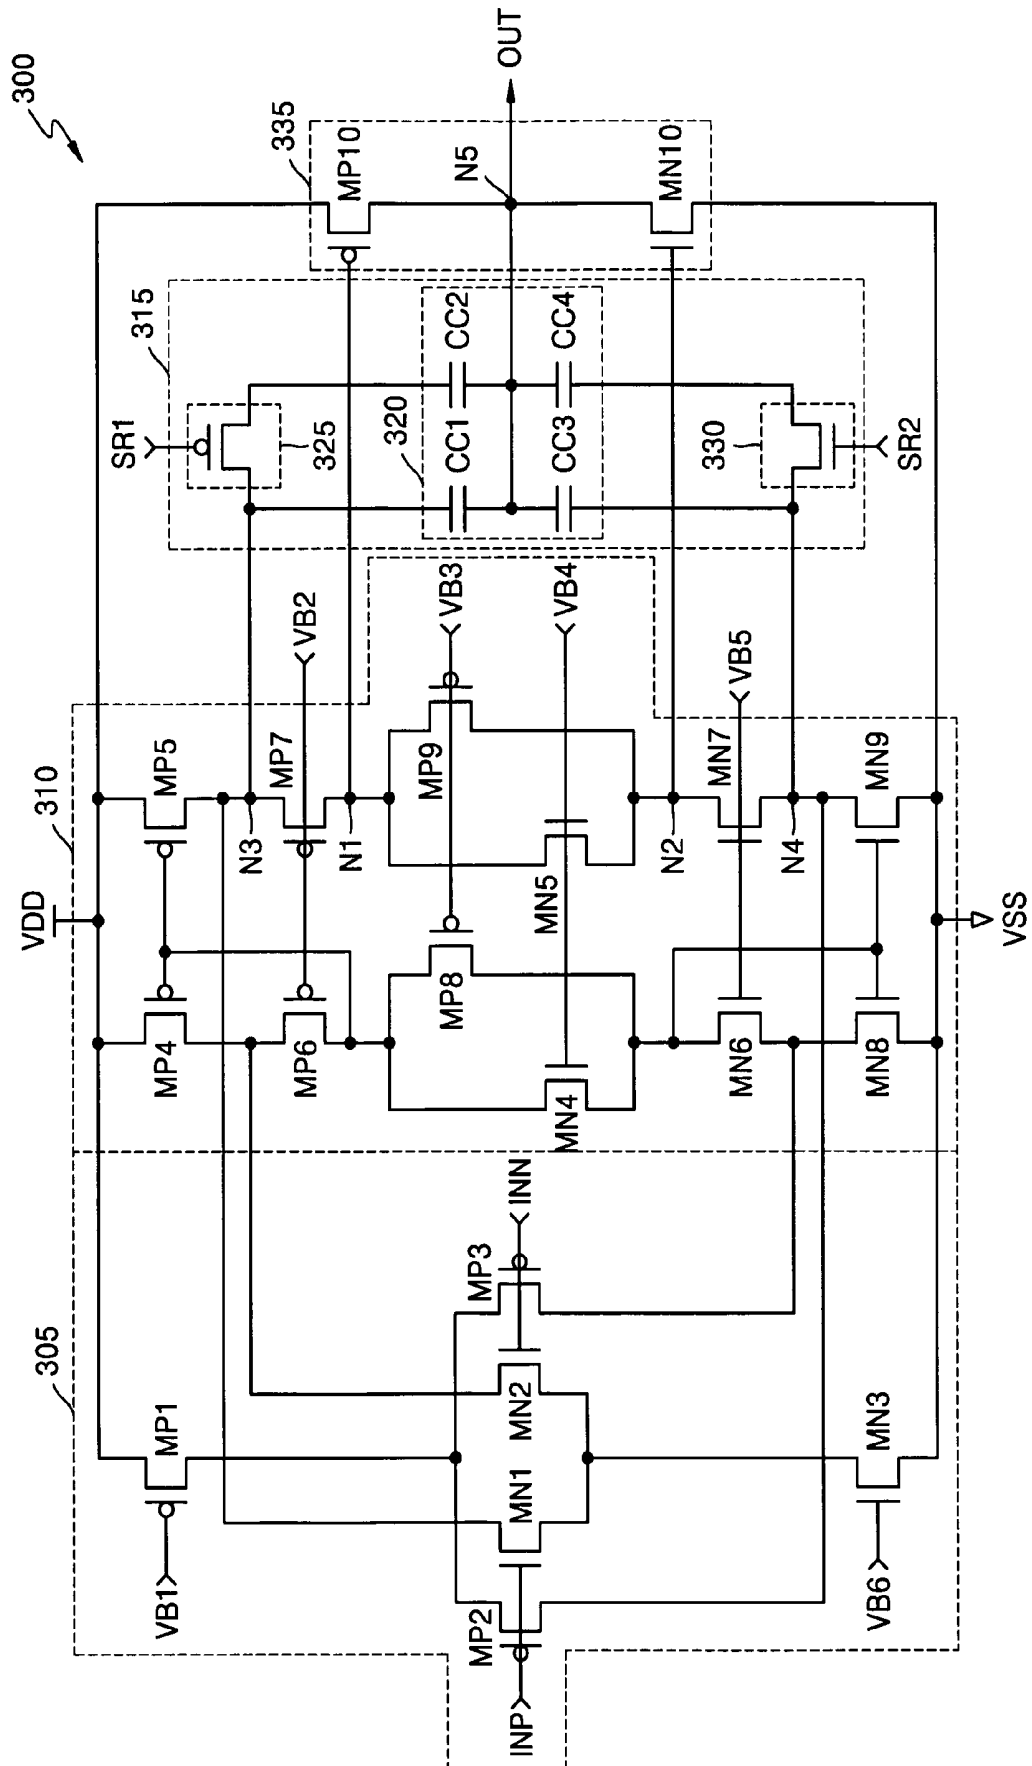 300
305
310
315
335
VDD
SR1
325
MP1
MP4
MP5
VB1
N3
MP6
MP7
VB2
N1
MP10
320
CC1
CC2
MP2
MN1
MN2
MP3
INP
INN
MP8
MP9
VB3
N5
OUT
MN4
MN5
VB4
CC3
CC4
N2
MN10
MN6
MN7
VB5
330
N4
MN3
MN8
MN9
VB6
SR2
VSS